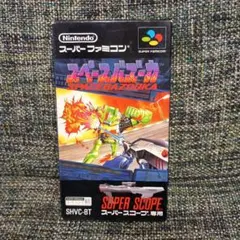 Nintendo
スーパーファミコン
SUPER FAMICOM
スペースバズーカ
SPACE BAZOOKA
SUPER SCOPE
スーパースコープ専用
SHVC-BT